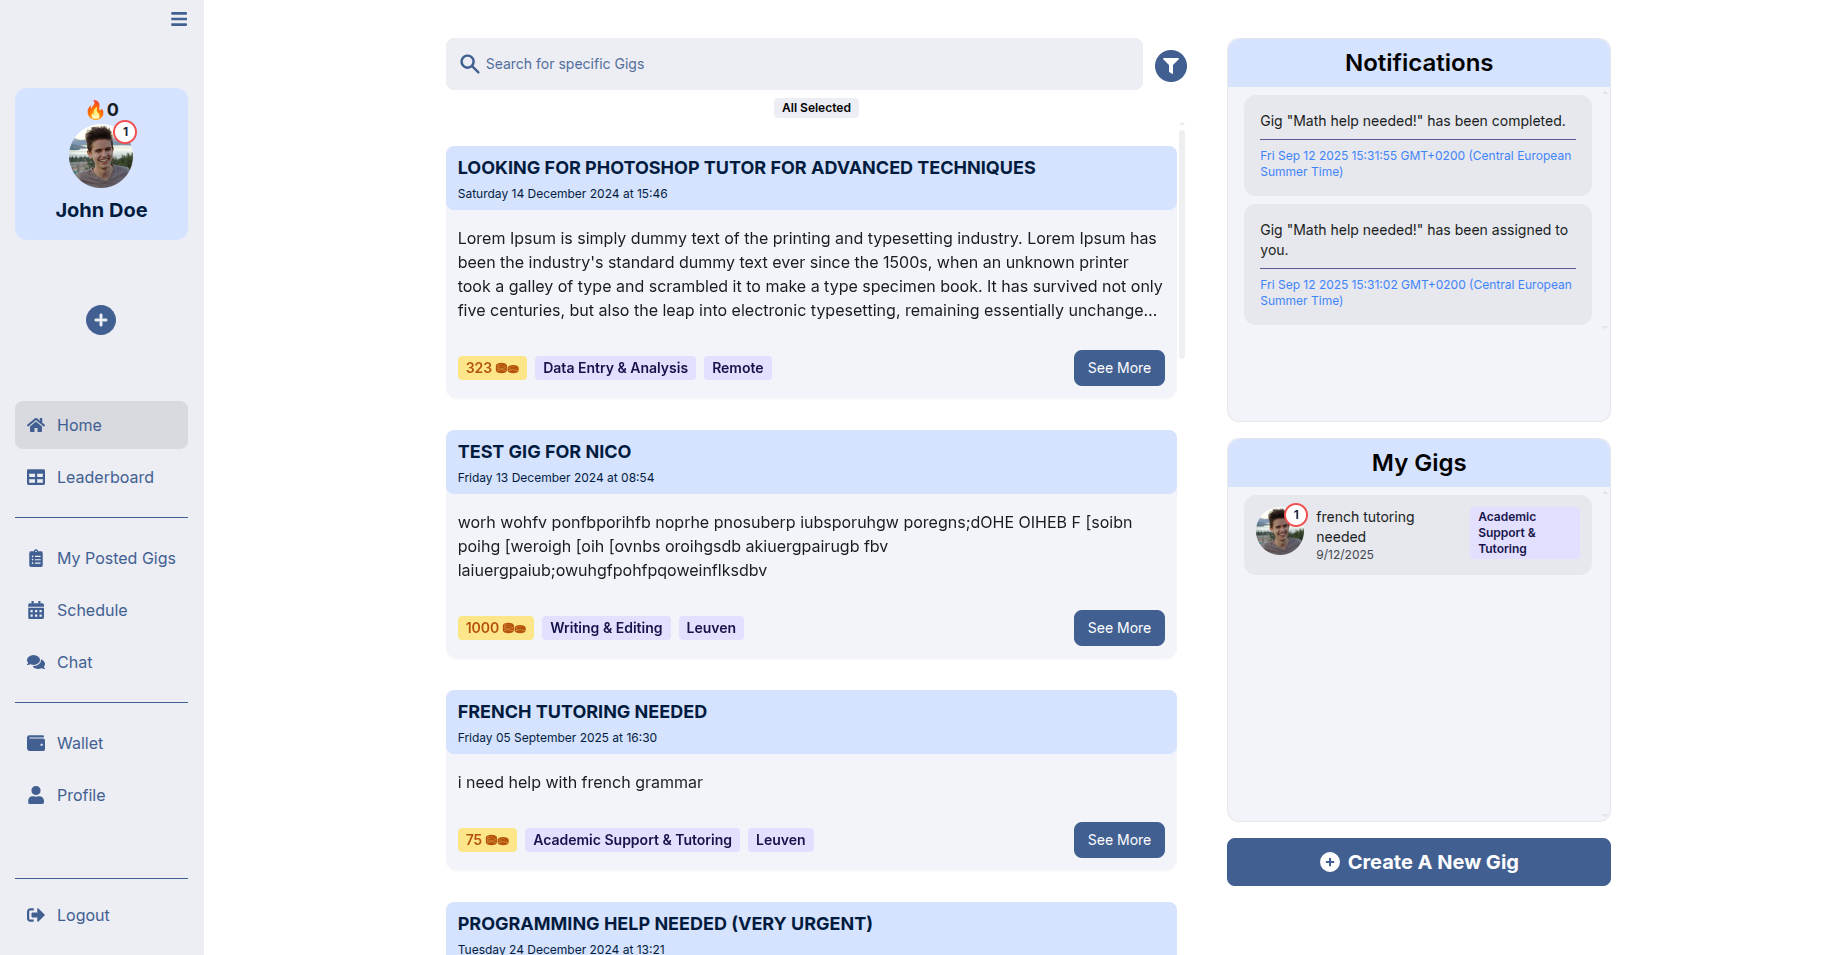 0
1
John Doe
Home
Leaderboard
My Posted Gigs
Schedule
Chat
Wallet
Profile
Logout
Search for specific Gigs
All Selected
LOOKING FOR PHOTOSHOP TUTOR FOR ADVANCED TECHNIQUES
Saturday 14 December 2024 at 15:46
Lorem Ipsum is simply dummy text of the printing and typesetting industry. Lorem Ipsum has
been the industry's standard dummy text ever since the 1500s, when an unknown printer
took a galley of type and scrambled it to make a type specimen book. It has survived not only
five centuries, but also the leap into electronic typesetting, remaining essentially unchange...
323 Data Entry & Analysis Remote See More
TEST GIG FOR NICO
Friday 13 December 2024 at 08:54
worh wohfv ponfbporihfb noprhe pnosuberp iubsporuhgw poregns;dOHE OIHEB F [soibn
poihg [weroigh [oih [ovnbs oroihgsdb akiuergpairugb fbv
laiuergpaiub;owuhgfpohfpqoweinflksdbv
1000 Writing & Editing Leuven See More
FRENCH TUTORING NEEDED
Friday 05 September 2025 at 16:30
i need help with french grammar
75 Academic Support & Tutoring Leuven See More
PROGRAMMING HELP NEEDED (VERY URGENT)
Tuesday 24 December 2024 at 13:21
Notifications
Gig "Math help needed!" has been completed.
Fri Sep 12 2025 15:31:55 GMT+0200 (Central European
Summer Time)
Gig "Math help needed!" has been assigned to
you.
Fri Sep 12 2025 15:31:02 GMT+0200 (Central European
Summer Time)
My Gigs
1
french tutoring
needed
9/12/2025
Academic
Support &
Tutoring
Create A New Gig